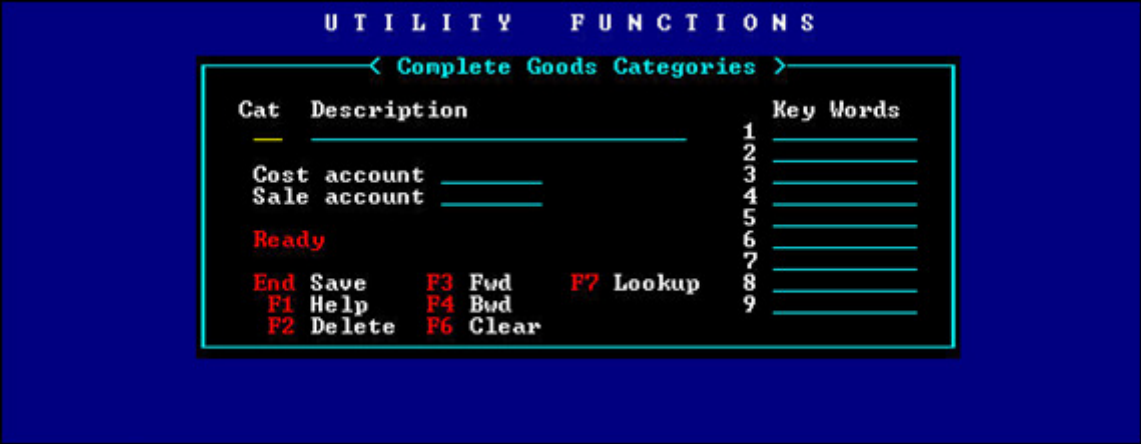 UTILITY FUNCTIONS
< Complete Goods Categories >
Cat Description Key Words
1
2
Cost account 3
Sale account 4
5
Ready 6
7
End Save F3 Fwd F7 Lookup 8
F1 Help F4 Bwd 9
F2 Delete F6 Clear